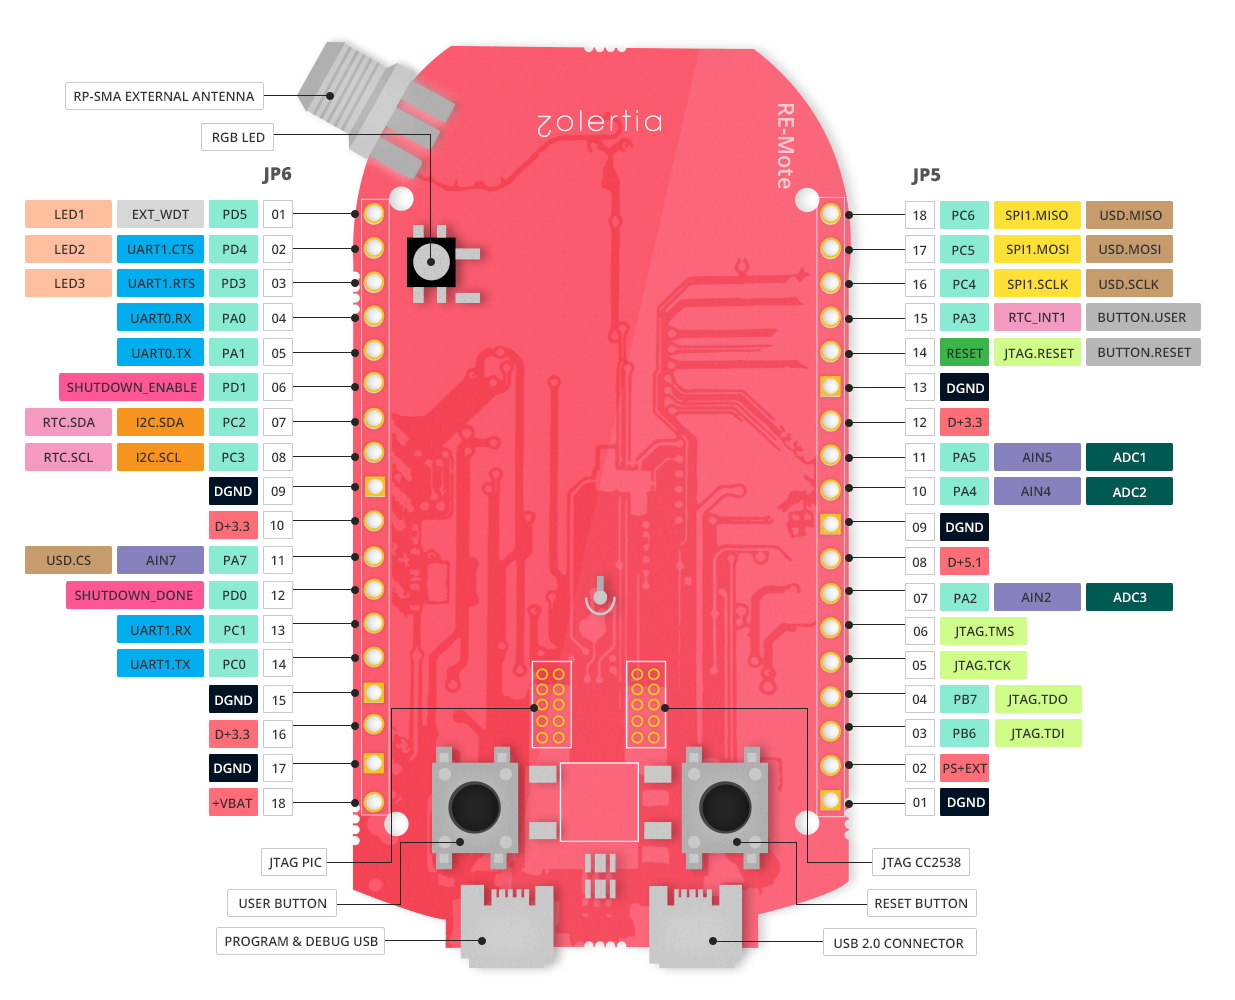 RP-SMA EXTERNAL ANTENNA
RGB LED
zolertia
RE-Mote
JP6
LED1 EXT_WDT PD5 01
LED2 UART1.CTS PD4 02
LED3 UART1.RTS PD3 03
UART0.RX PA0 04
UART0.TX PA1 05
SHUTDOWN_ENABLE PD1 06
RTC.SDA I2C.SDA PC2 07
RTC.SCL I2C.SCL PC3 08
DGND 09
D+3.3 10
USD.CS AIN7 PA7 11
SHUTDOWN_DONE PD0 12
UART1.RX PC1 13
UART1.TX PC0 14
DGND 15
D+3.3 16
DGND 17
+VBAT 18
JP5
18 PC6 SPI1.MISO USD.MISO
17 PC5 SPI1.MOSI USD.MOSI
16 PC4 SPI1.SCLK USD.SCLK
15 PA3 RTC_INT1 BUTTON.USER
14 RESET JTAG.RESET BUTTON.RESET
13 DGND
12 D+3.3
11 PA5 AIN5 ADC1
10 PA4 AIN4 ADC2
09 DGND
08 D+5.1
07 PA2 AIN2 ADC3
06 JTAG.TMS
05 JTAG.TCK
04 PB7 JTAG.TDO
03 PB6 JTAG.TDI
02 PS+EXT
01 DGND
JTAG PIC
USER BUTTON
PROGRAM & DEBUG USB
JTAG CC2538
RESET BUTTON
USB 2.0 CONNECTOR